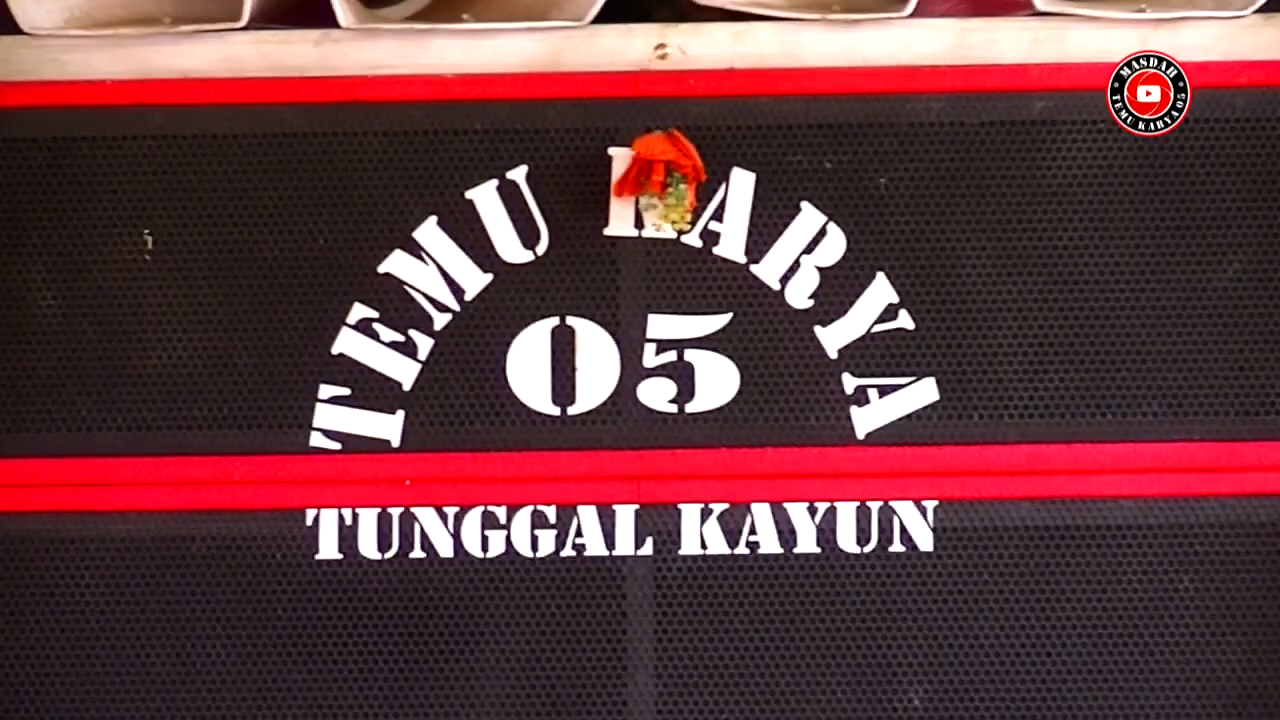 TEMU KARYA
05
TUNGGAL KAYUN
MASDAH
TEMU KARYA 05